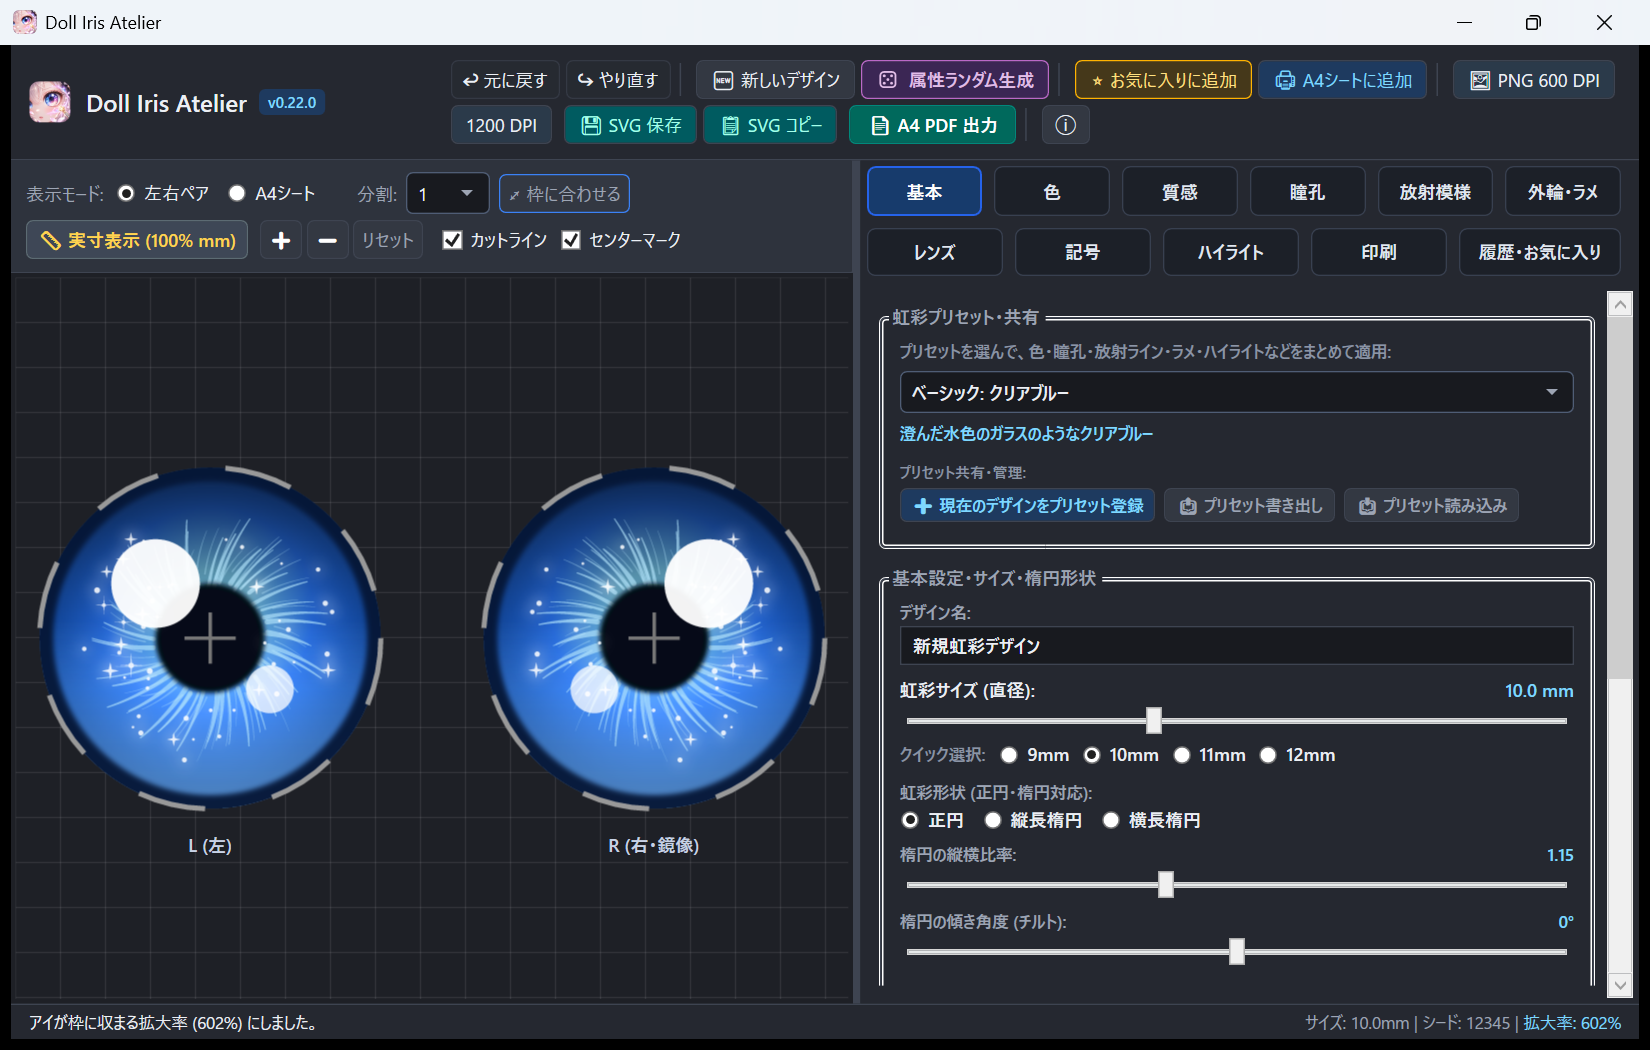 Doll Iris Atelier
Doll Iris Atelier v0.22.0
元に戻す やり直す NEW 新しいデザイン 属性ランダム生成 お気に入りに追加 A4シートに追加 PNG 600 DPI
1200 DPI SVG 保存 SVG コピー A4 PDF 出力
表示モード: 左右ペア A4シート 分割: 1 枠に合わせる
実寸表示 (100% mm) リセット カットライン センターマーク
L (左)
R (右・鏡像)
基本 色 質感 瞳孔 放射模様 外輪・ラメ
レンズ 記号 ハイライト 印刷 履歴・お気に入り
虹彩プリセット・共有
プリセットを選んで、色・瞳孔・放射ライン・ラメ・ハイライトなどをまとめて適用:
ベーシック: クリアブルー
澄んだ水色のガラスのようなクリアブルー
プリセット共有・管理:
現在のデザインをプリセット登録 プリセット書き出し プリセット読み込み
基本設定・サイズ・楕円形状
デザイン名:
新規虹彩デザイン
虹彩サイズ (直径): 10.0 mm
クイック選択: 9mm 10mm 11mm 12mm
虹彩形状 (正円・楕円対応):
正円 縦長楕円 横長楕円
楕円の縦横比率: 1.15
楕円の傾き角度 (チルト): 0°
アイが枠に収まる拡大率 (602%) にしました。
サイズ: 10.0mm | シード: 12345 | 拡大率: 602%